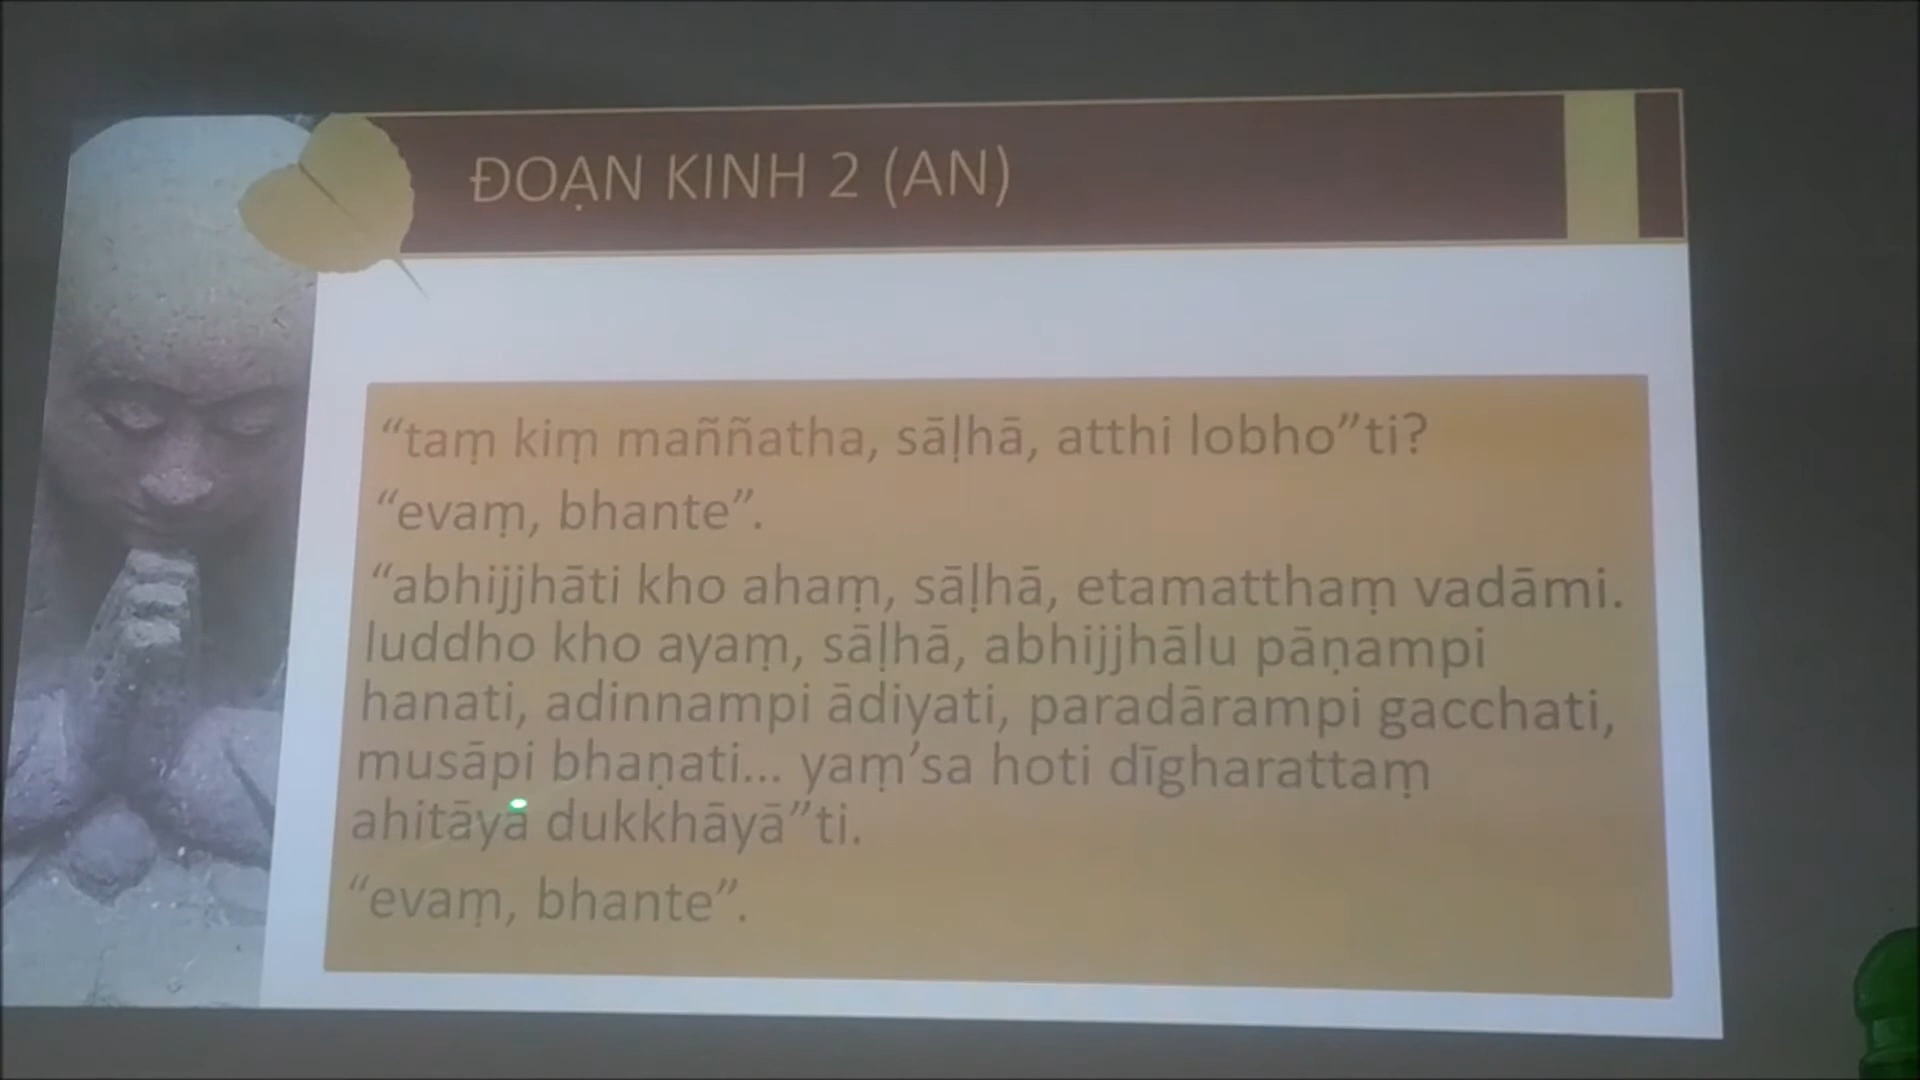 ĐOẠN KINH 2 (AN)
“taṃ kiṃ maññatha, sāḷhā, atthi lobho”ti?
“evaṃ, bhante”.
“abhijjhāti kho ahaṃ, sāḷhā, etamatthaṃ vadāmi.
luddho kho ayaṃ, sāḷhā, abhijjhālu pāṇampi
hanati, adinnampi ādiyati, paradārampi gacchati,
musāpi bhaṇati... yaṃ’sa hoti dīgharattaṃ
ahitāya dukkhāyā”ti.
“evaṃ, bhante”.